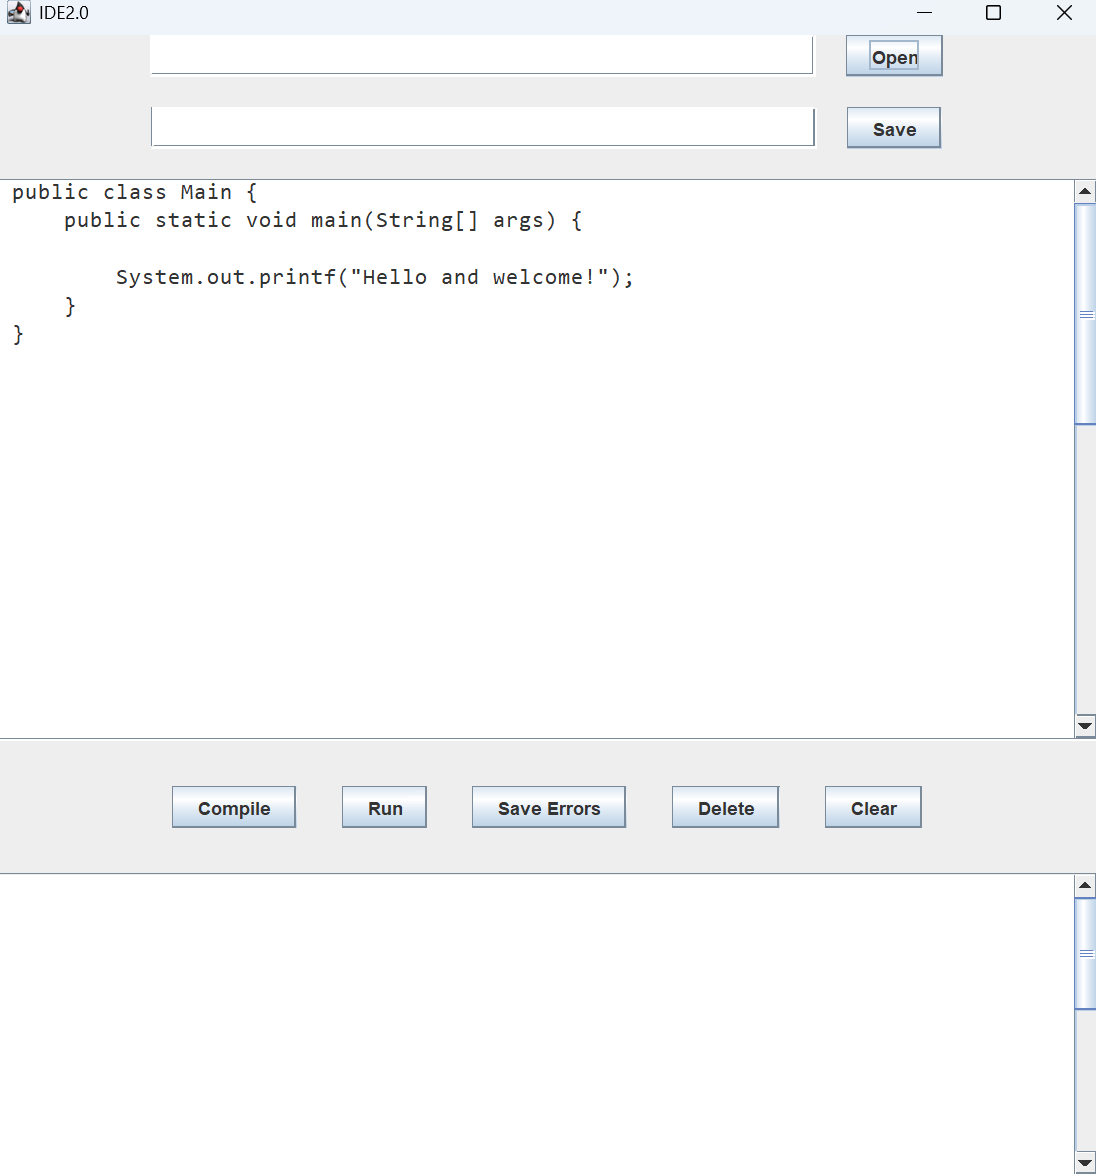 IDE2.0
Open
Save
public class Main {
    public static void main(String[] args) {
        System.out.printf("Hello and welcome!");
    }
}
Compile Run Save Errors Delete Clear